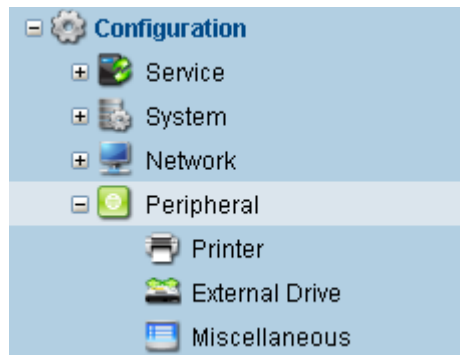 Configuration
Service
System
Network
Peripheral
Printer
External Drive
Miscellaneous